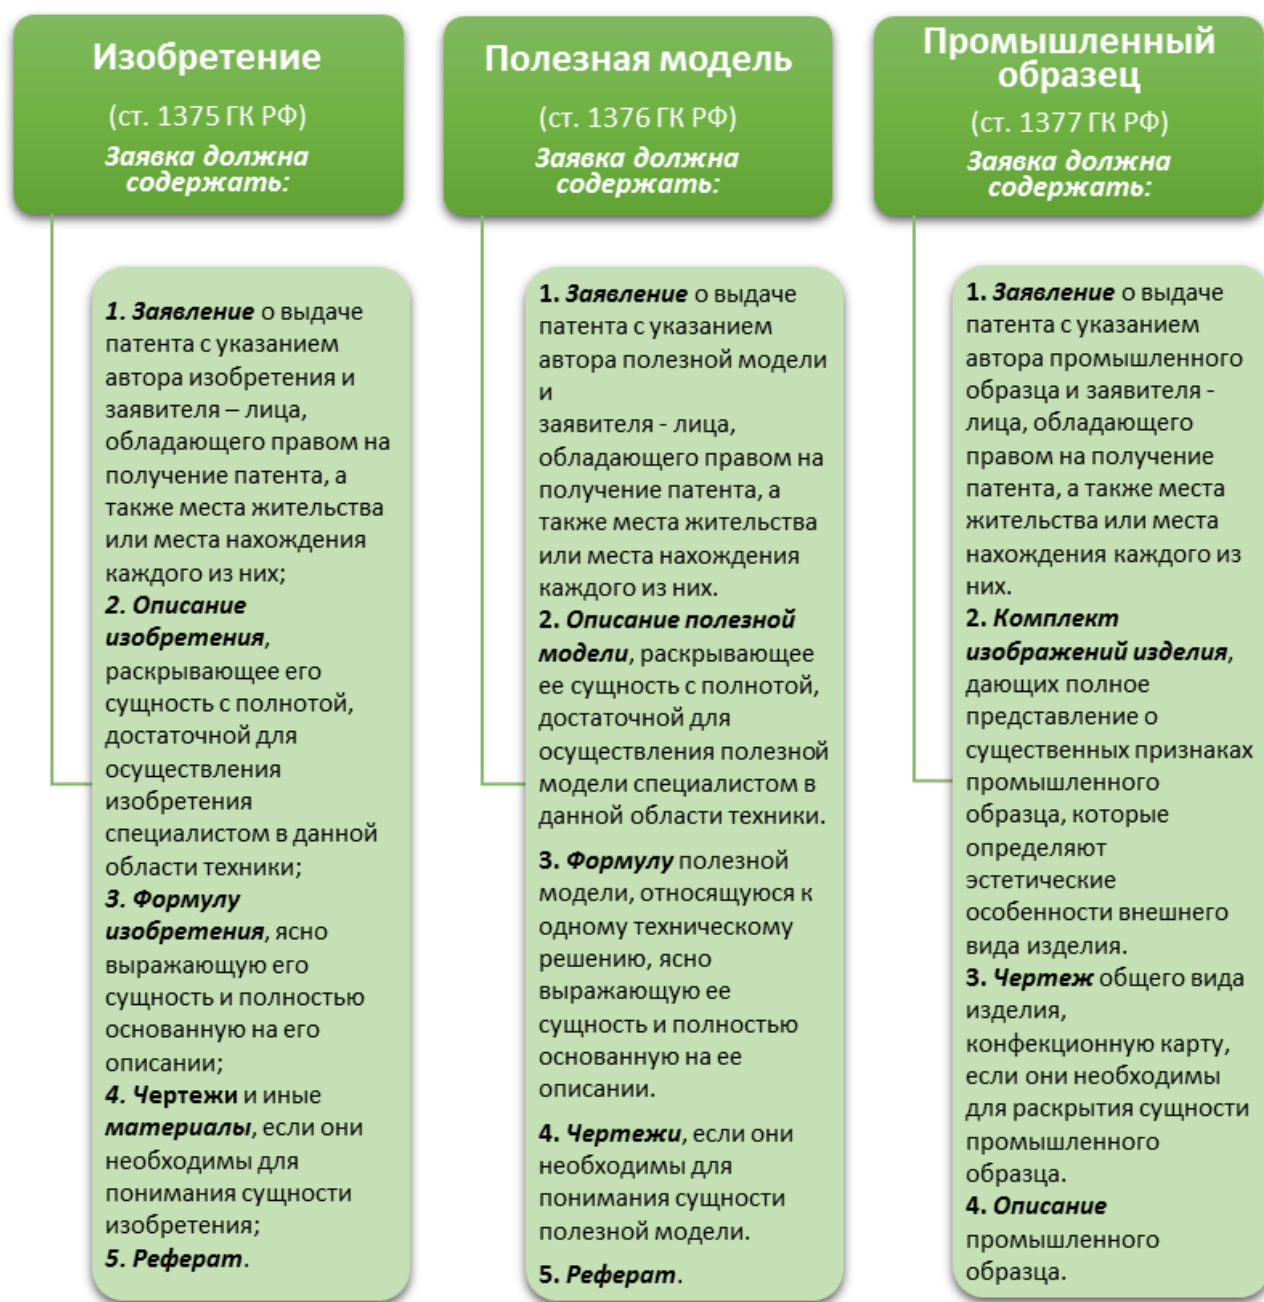 Изобретение
(ст. 1375 ГК РФ)
Заявка должна
содержать:
1. Заявление о выдаче
патента с указанием
автора изобретения и
заявителя – лица,
обладающего правом на
получение патента, а
также места жительства
или места нахождения
каждого из них;
2. Описание
изобретения,
раскрывающее его
сущность с полнотой,
достаточной для
осуществления
изобретения
специалистом в данной
области техники;
3. Формулу
изобретения, ясно
выражающую его
сущность и полностью
основанную на его
описании;
4. Чертежи и иные
материалы, если они
необходимы для
понимания сущности
изобретения;
5. Реферат.
Полезная модель
(ст. 1376 ГК РФ)
Заявка должна
содержать:
1. Заявление о выдаче
патента с указанием
автора полезной модели
и
заявителя - лица,
обладающего правом на
получение патента, а
также места жительства
или места нахождения
каждого из них.
2. Описание полезной
модели, раскрывающее
ее сущность с полнотой,
достаточной для
осуществления полезной
модели специалистом в
данной области техники.
3. Формулу полезной
модели, относящуюся к
одному техническому
решению, ясно
выражающую ее
сущность и полностью
основанную на ее
описании.
4. Чертежи, если они
необходимы для
понимания сущности
полезной модели.
5. Реферат.
Промышленный
образец
(ст. 1377 ГК РФ)
Заявка должна
содержать:
1. Заявление о выдаче
патента с указанием
автора промышленного
образца и заявителя -
лица, обладающего
правом на получение
патента, а также места
жительства или места
нахождения каждого из
них.
2. Комплект
изображений изделия,
дающих полное
представление о
существенных признаках
промышленного
образца, которые
определяют
эстетические
особенности внешнего
вида изделия.
3. Чертеж общего вида
изделия,
конфекционную карту,
если они необходимы
для раскрытия сущности
промышленного
образца.
4. Описание
промышленного
образца.